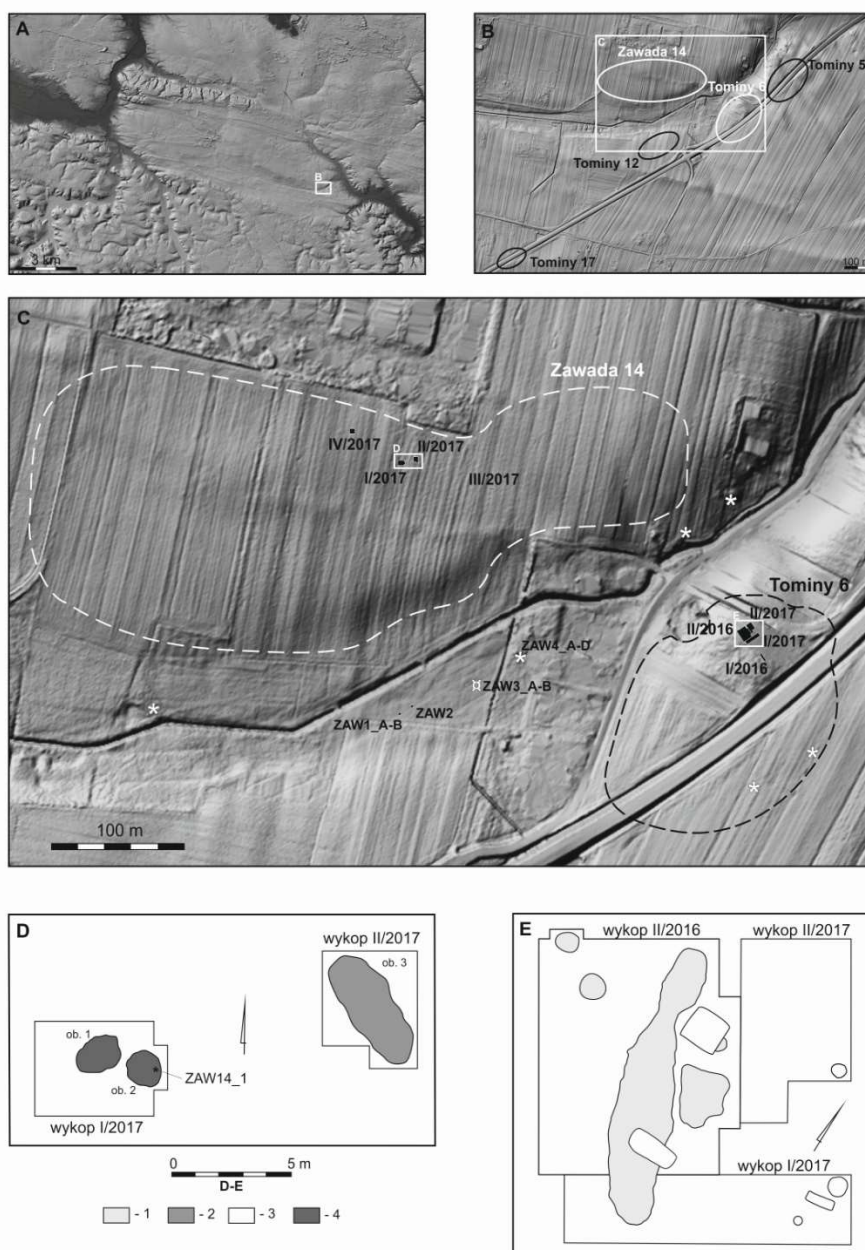 A
B
3 km
B
C
Zawada 14
Tominy 5
Tominy 6
Tominy 12
Tominy 17
100 m
C
Zawada 14
IV/2017
D
II/2017
I/2017
III/2017
Tominy 6
II/2017
II/2016
E
I/2017
I/2016
ZAW4_A-D
ZAW3_A-B
ZAW1_A-B
ZAW2
100 m
D
wykop II/2017
ob. 3
ob. 1
ob. 2
ZAW14_1
wykop I/2017
0 5 m
D-E
- 1 - 2 - 3 - 4
E
wykop II/2016
wykop II/2017
wykop I/2017